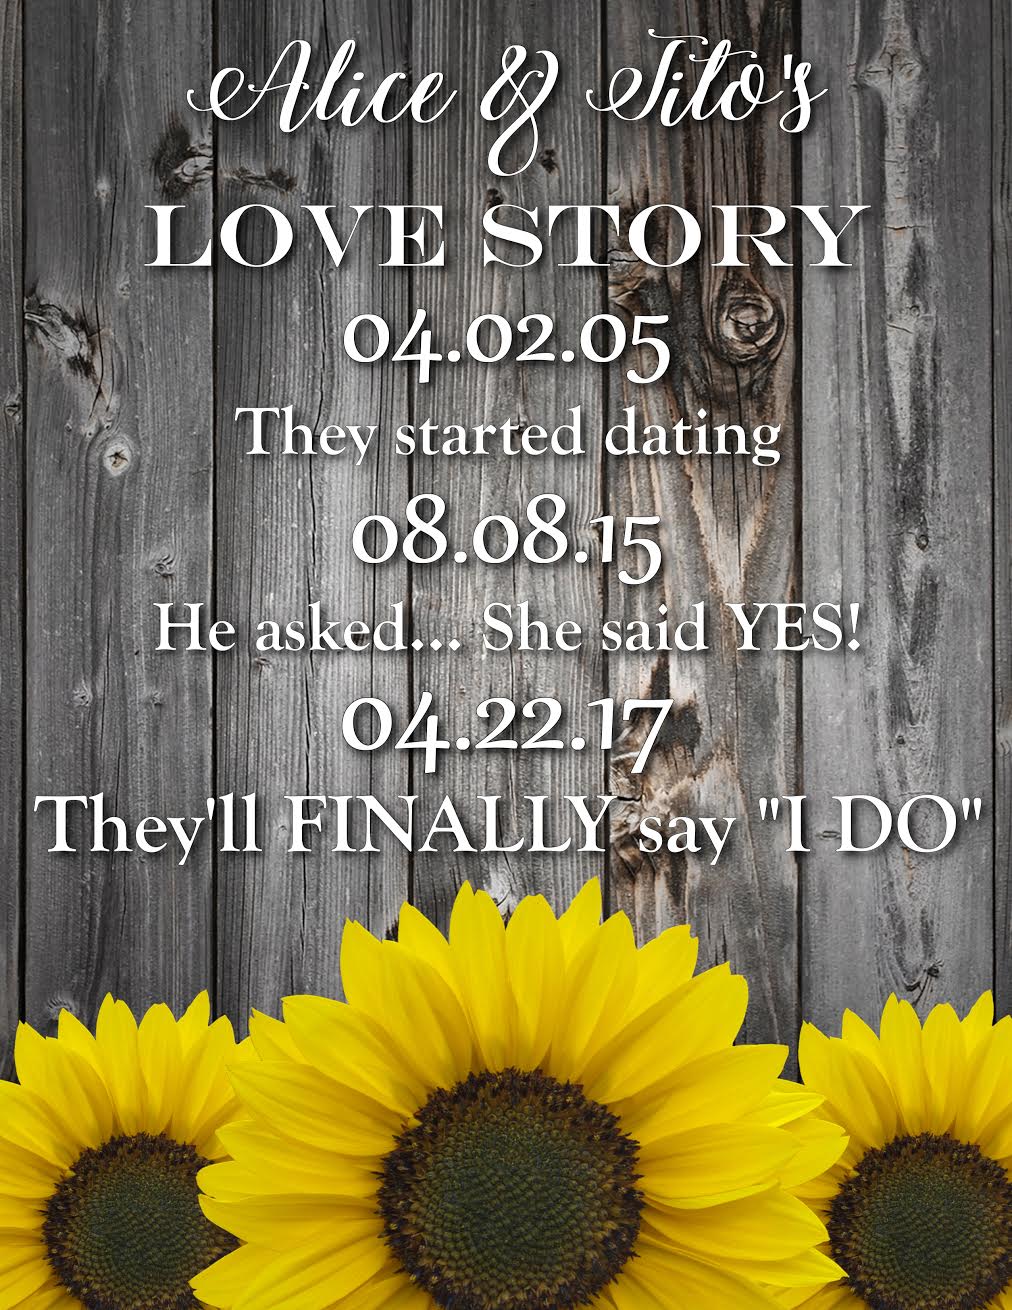 Alice & Tito's
LOVE STORY
04.02.05
They started dating
08.08.15
He asked... She said YES!
04.22.17
They'll FINALLY say "I DO"